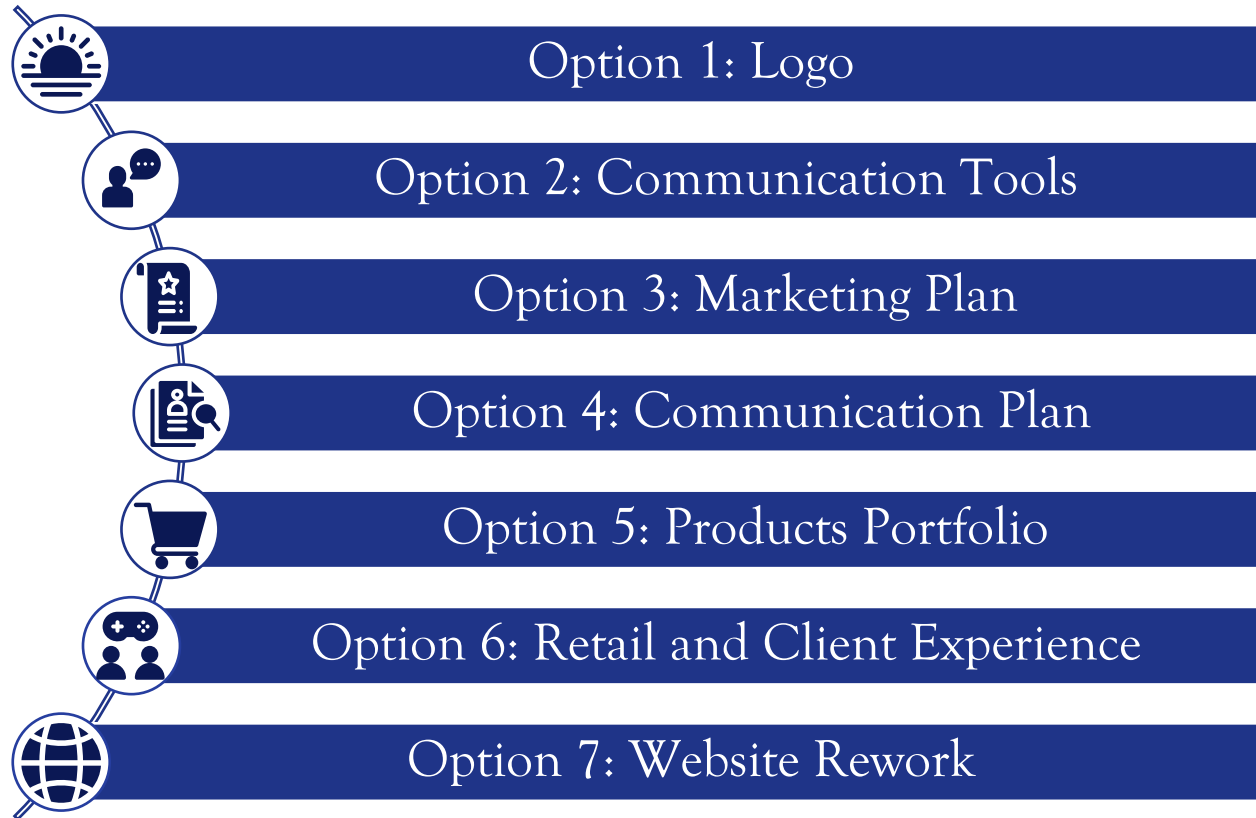 Option 1: Logo
Option 2: Communication Tools
Option 3: Marketing Plan
Option 4: Communication Plan
Option 5: Products Portfolio
Option 6: Retail and Client Experience
Option 7: Website Rework